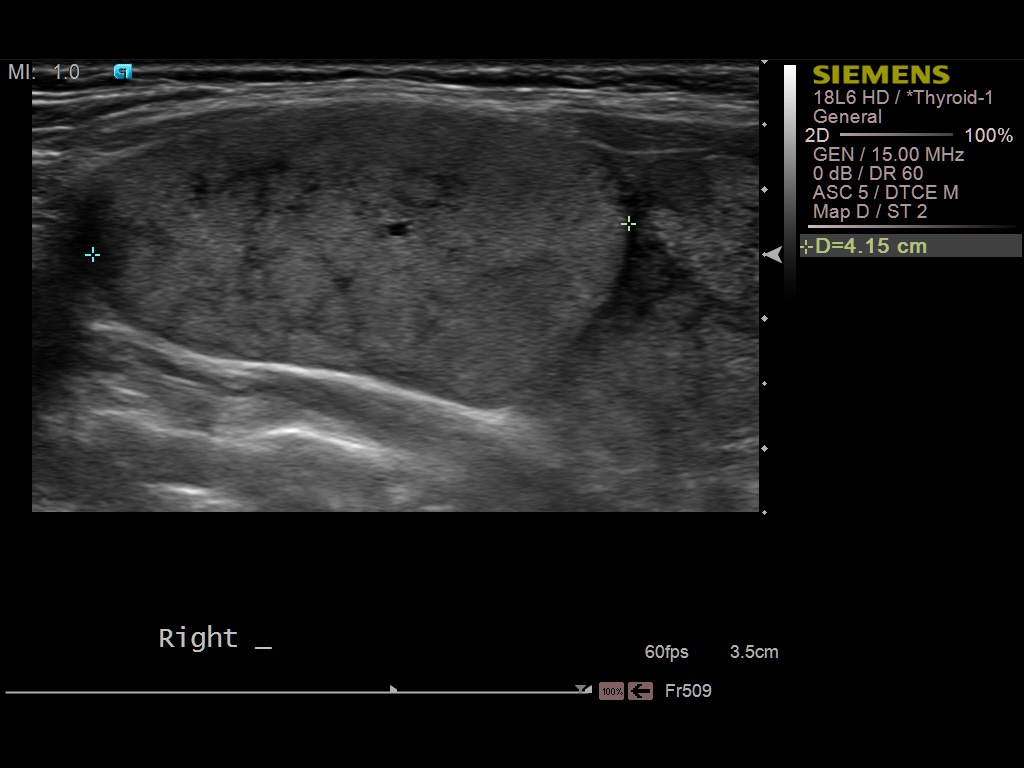 MI: 1.0
SIEMENS
18L6 HD / *Thyroid-1
General
2D 100%
GEN / 15.00 MHz
0 dB / DR 60
ASC 5 / DTCE M
Map D / ST 2
D=4.15 cm
Right _
60fps 3.5cm
100% Fr509